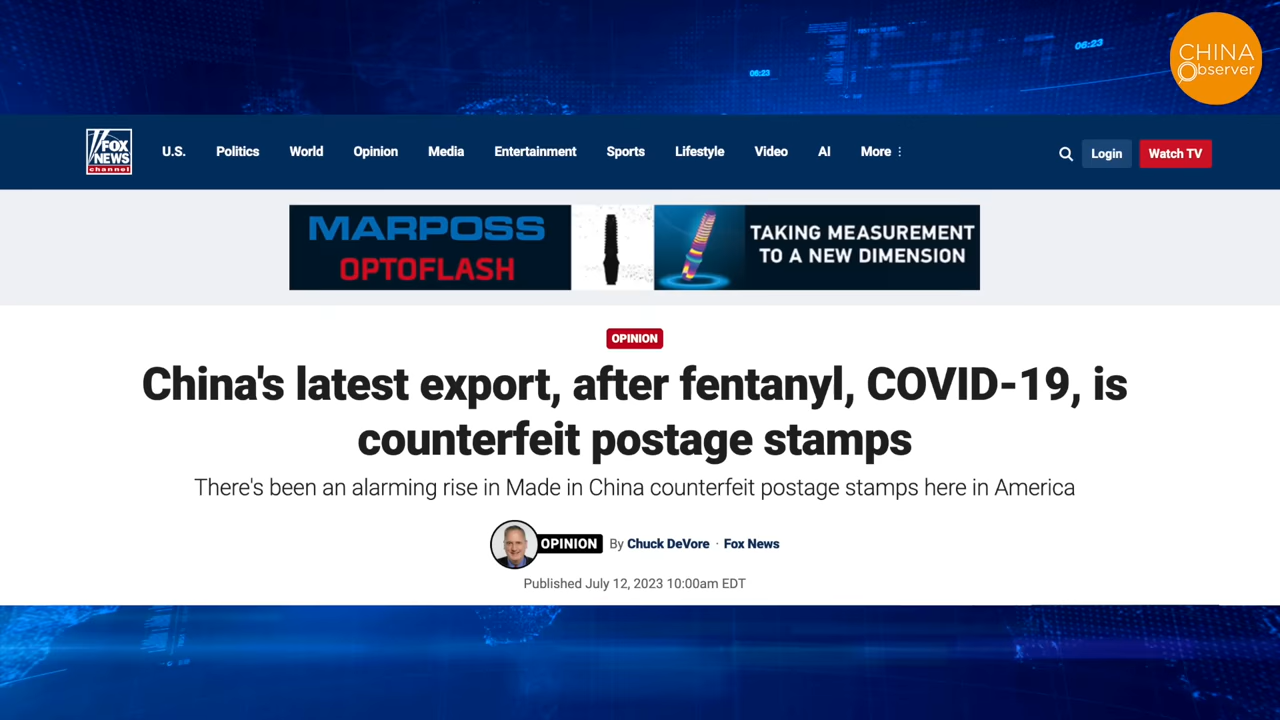 CHINA
Observer
06:23
06:23
FOX
NEWS
channel
U.S. Politics World Opinion Media Entertainment Sports Lifestyle Video AI More Login Watch TV
MARPOSS
OPTOFLASH
TAKING MEASUREMENT
TO A NEW DIMENSION
OPINION
China's latest export, after fentanyl, COVID-19, is
counterfeit postage stamps
There's been an alarming rise in Made in China counterfeit postage stamps here in America
OPINION By Chuck DeVore · Fox News
Published July 12, 2023 10:00am EDT